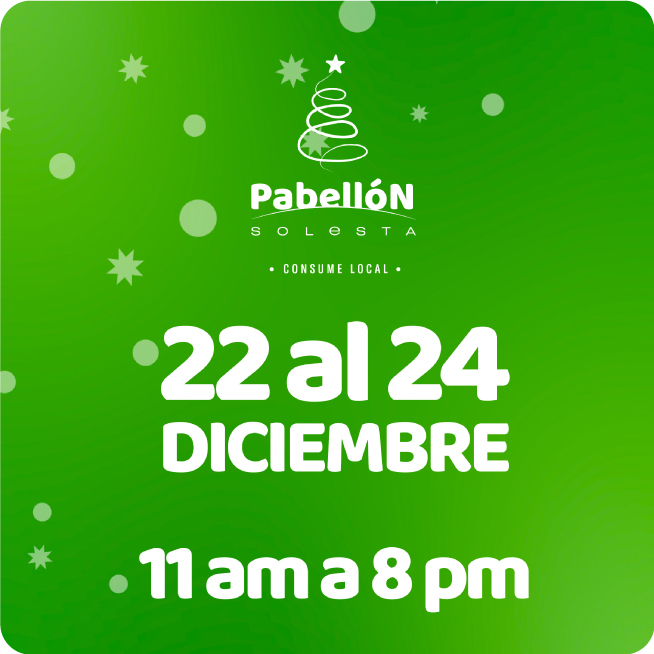 PabellóN
SOLeSTA
• CONSUME LOCAL •
22 al 24
DICIEMBRE
11 am a 8 pm